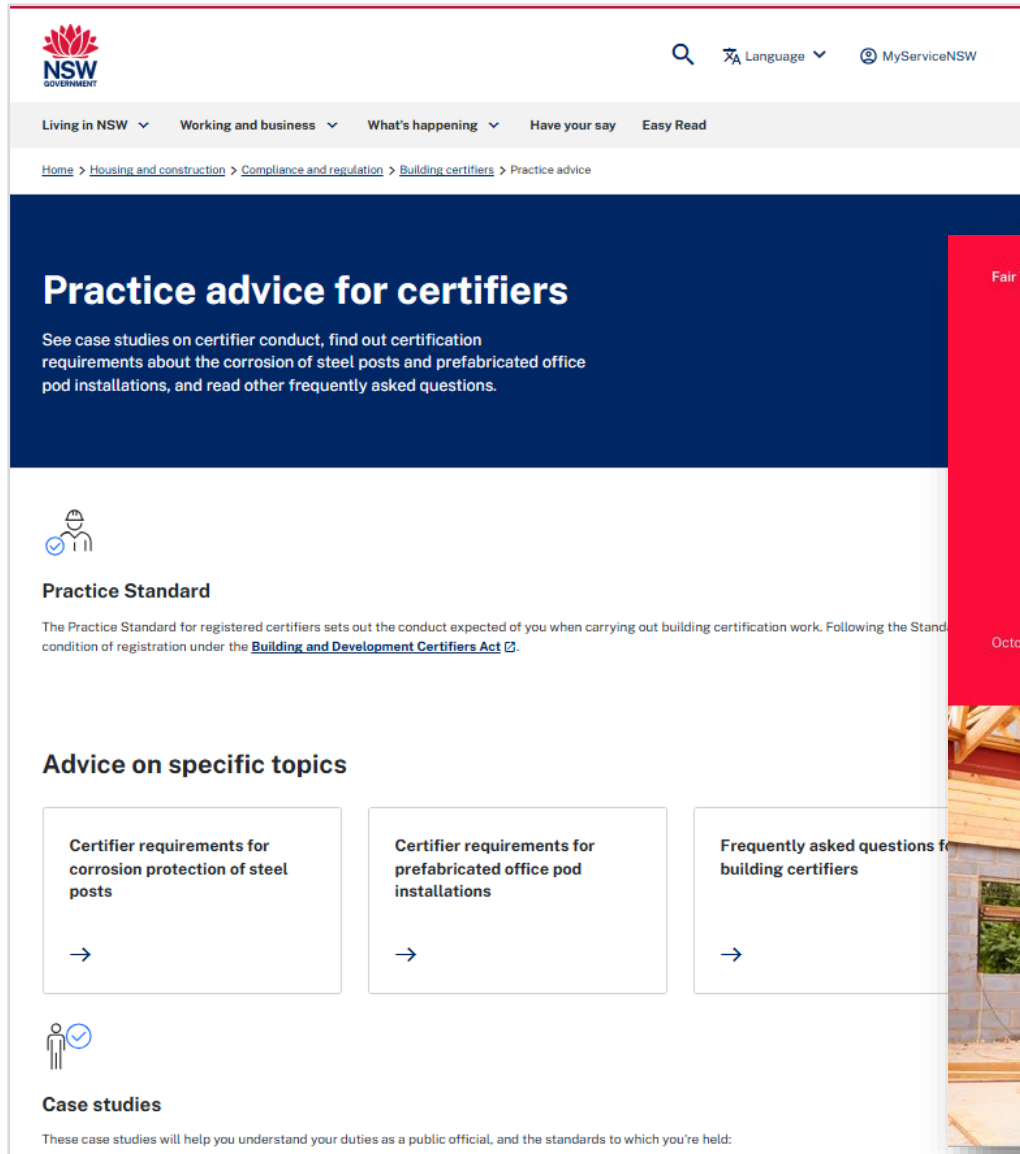 NSW
GOVERNMENT
Language
MyServiceNSW
Living in NSW
Working and business
What's happening
Have your say
Easy Read
Home > Housing and construction > Compliance and regulation > Building certifiers > Practice advice
Practice advice for certifiers
See case studies on certifier conduct, find out certification
requirements about the corrosion of steel posts and prefabricated office
pod installations, and read other frequently asked questions.
Fair
Practice Standard
The Practice Standard for registered certifiers sets out the conduct expected of you when carrying out building certification work. Following the
condition of registration under the Building and Development Certifiers Act.
Advice on specific topics
Certifier requirements for
corrosion protection of steel
posts
Certifier requirements for
prefabricated office pod
installations
Frequently asked questions
building certifiers
Case studies
These case studies will help you understand your duties as a public official, and the standards to which you're held: